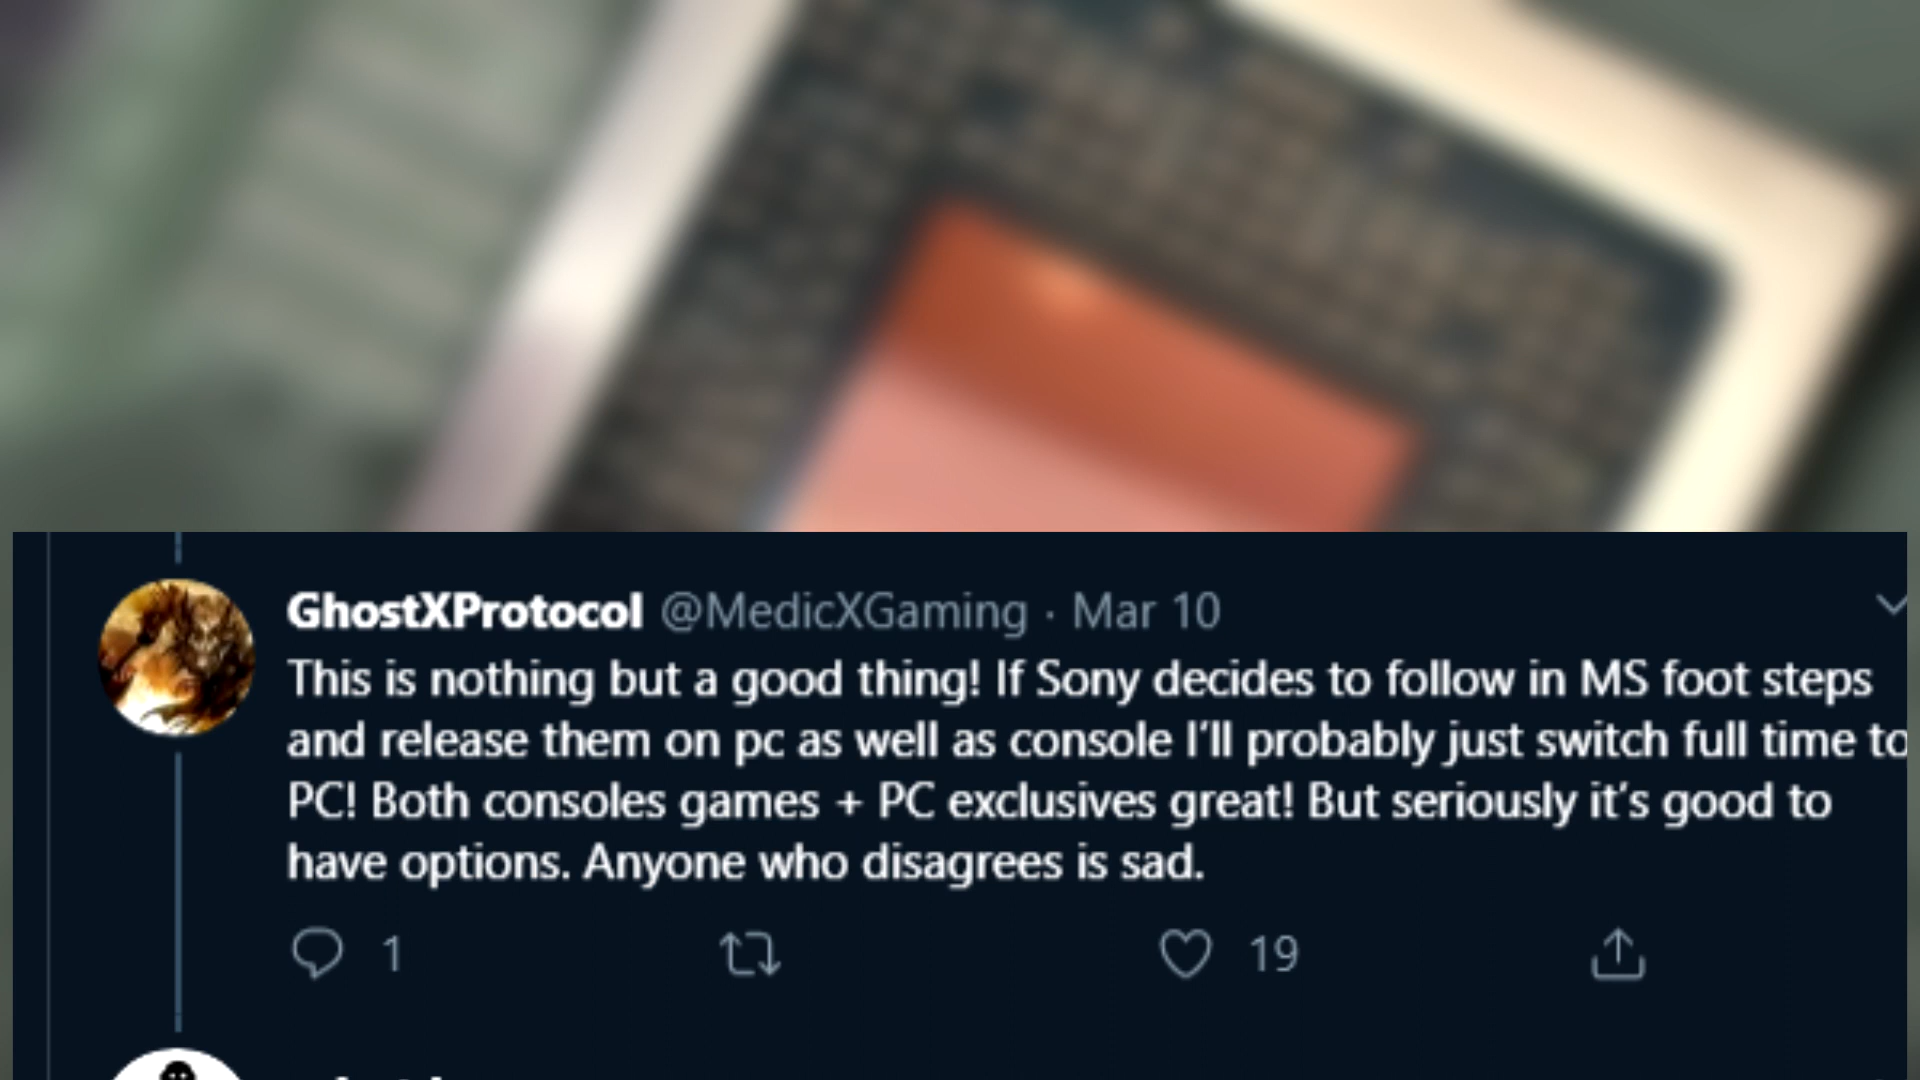 GhostXProtocol @MedicXGaming · Mar 10
This is nothing but a good thing! If Sony decides to follow in MS foot steps
and release them on pc as well as console I'll probably just switch full time to
PC! Both consoles games + PC exclusives great! But seriously it's good to
have options. Anyone who disagrees is sad.
1 19